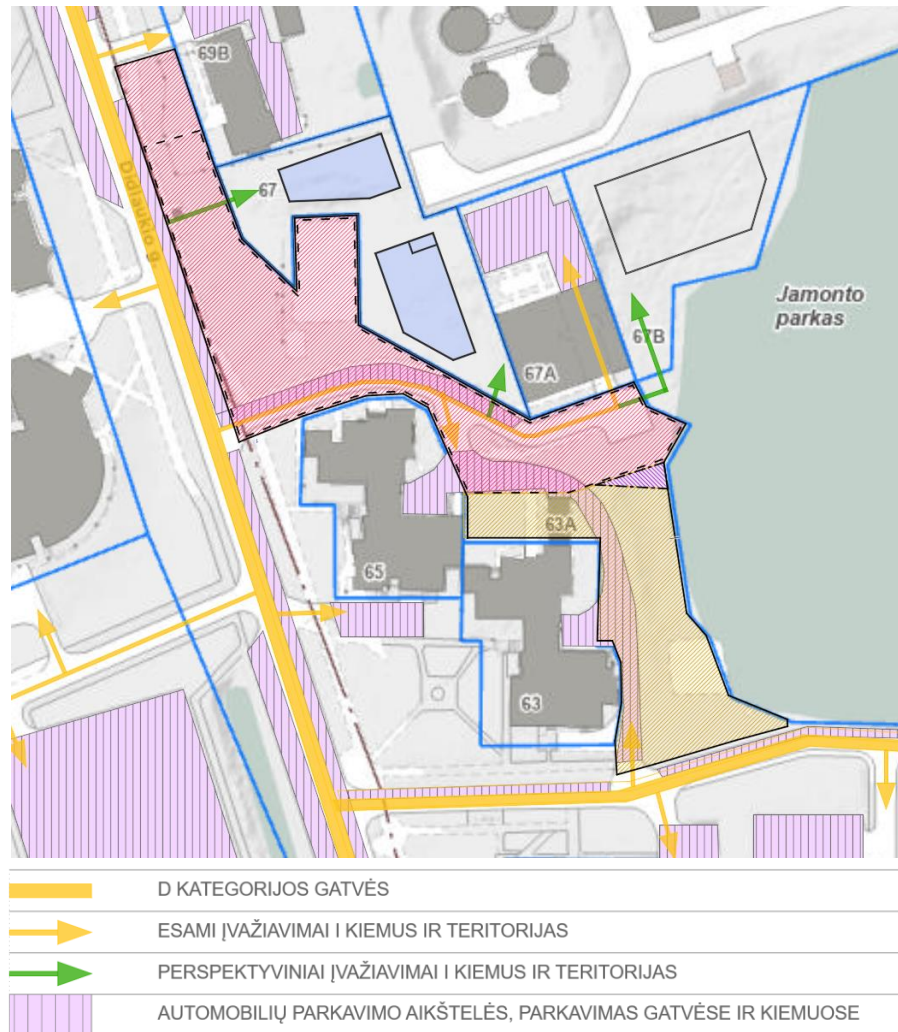 69B
Didlaukio g.
67
Jamonto
parkas
67B
67A
63A
65
63
D KATEGORIJOS GATVĖS
ESAMI ĮVAŽIAVIMAI I KIEMUS IR TERITORIJAS
PERSPEKTYVINIAI ĮVAŽIAVIMAI I KIEMUS IR TERITORIJAS
AUTOMOBILIŲ PARKAVIMO AIKŠTELĖS, PARKAVIMAS GATVĖSE IR KIEMUOSE